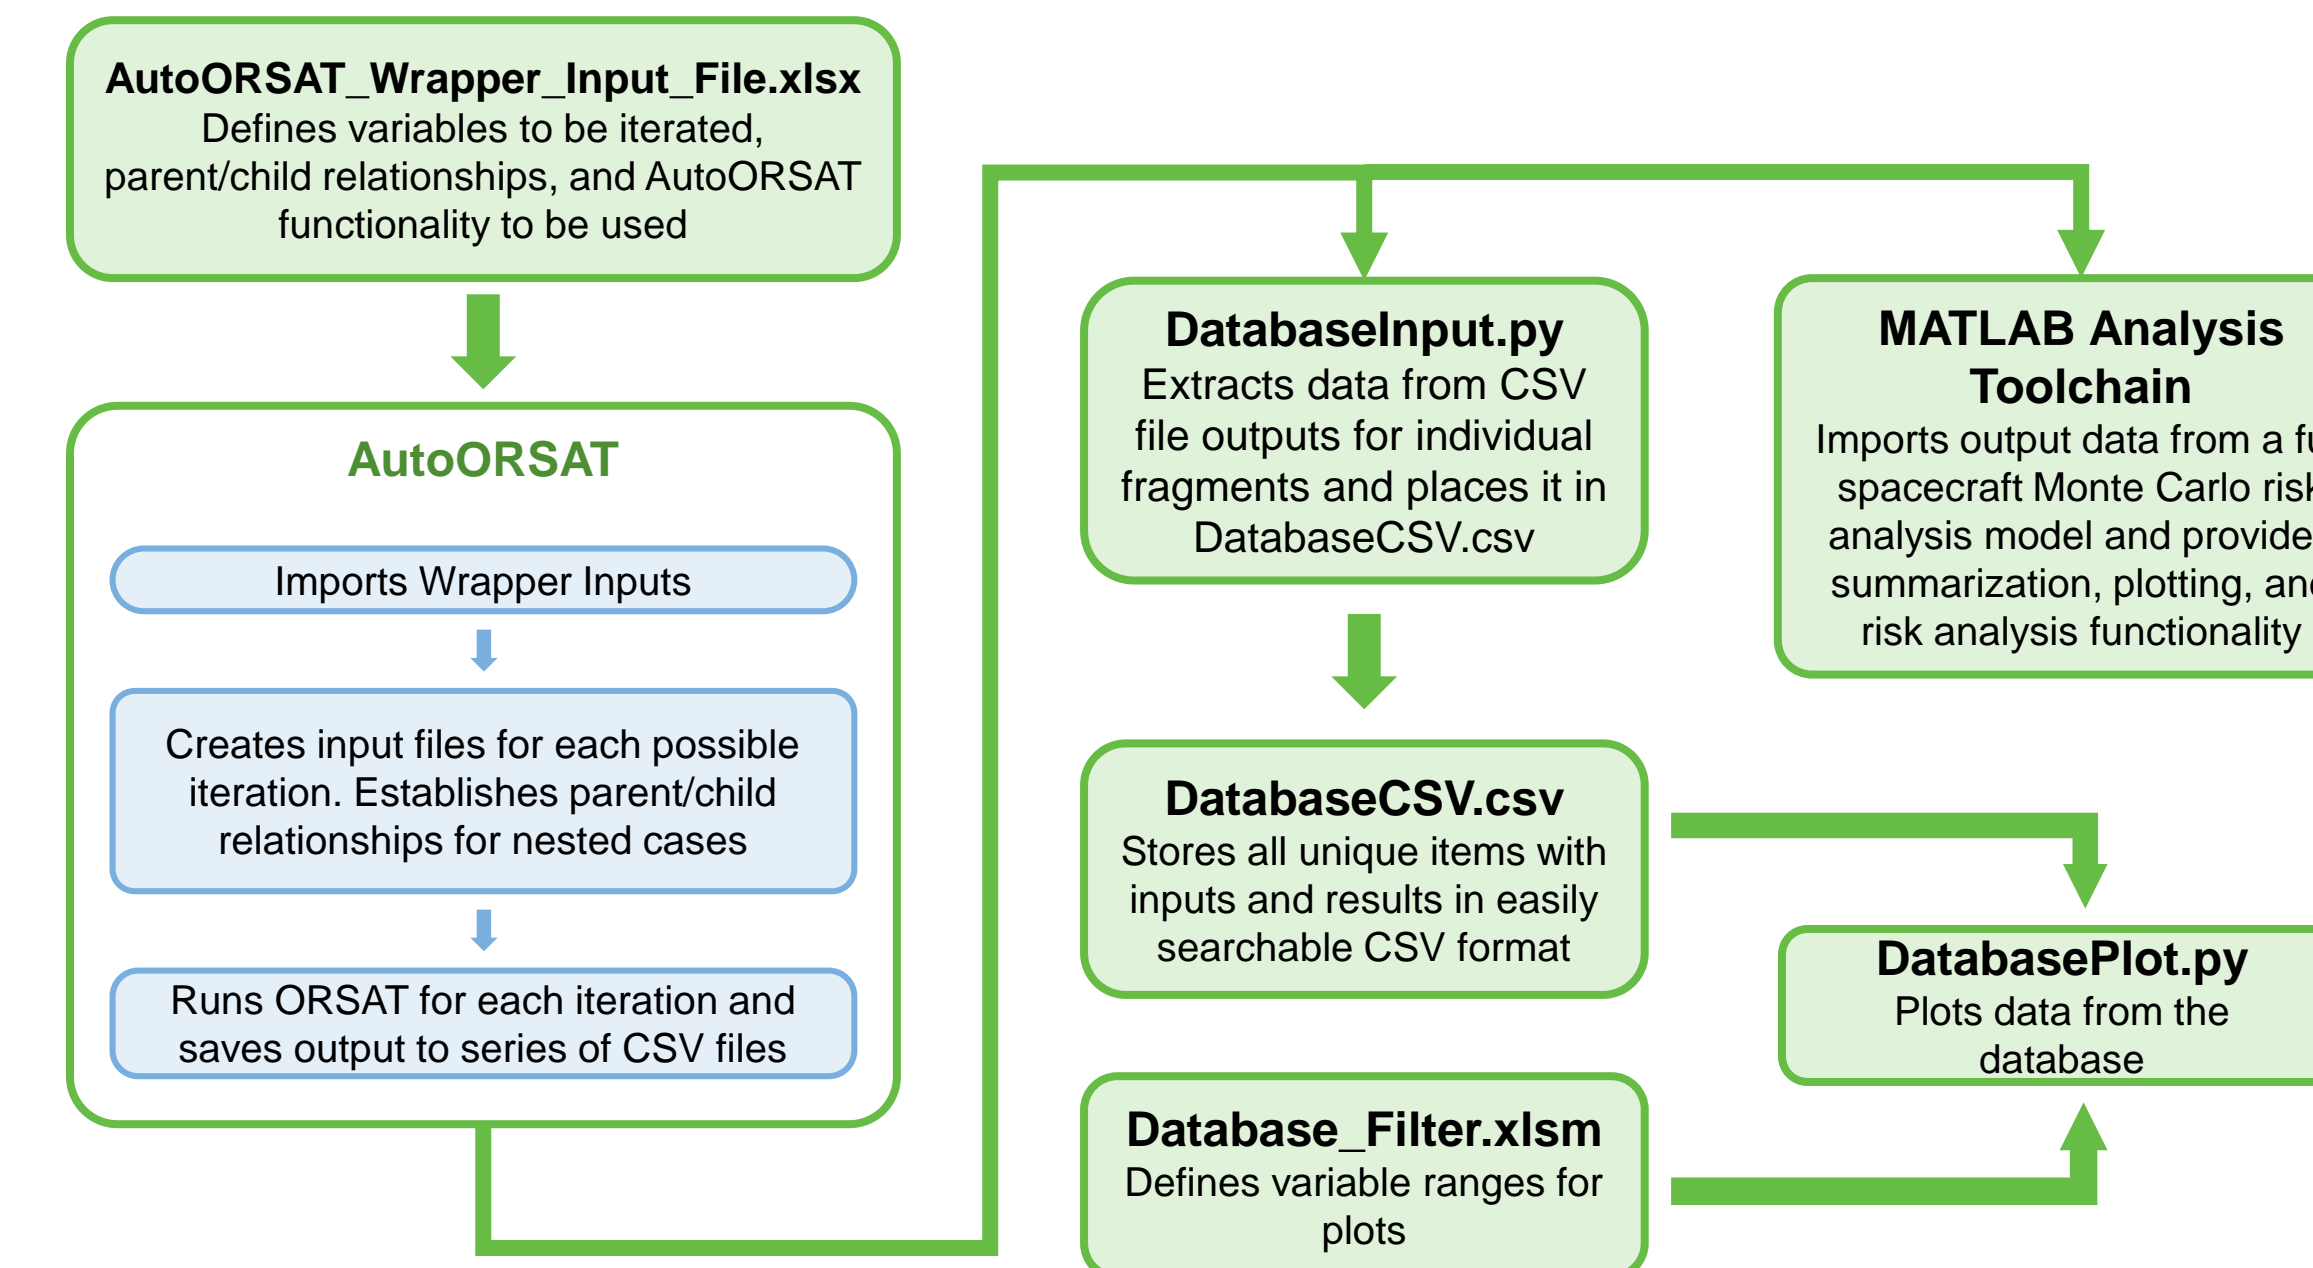 AutoORSAT_Wrapper_Input_File.xlsx
Defines variables to be iterated,
parent/child relationships, and AutoORSAT
functionality to be used
AutoORSAT
Imports Wrapper Inputs
Creates input files for each possible
iteration. Establishes parent/child
relationships for nested cases
Runs ORSAT for each iteration and
saves output to series of CSV files
DatabaseInput.py
Extracts data from CSV
file outputs for individual
fragments and places it in
DatabaseCSV.csv
DatabaseCSV.csv
Stores all unique items with
inputs and results in easily
searchable CSV format
Database_Filter.xlsm
Defines variable ranges for
plots
MATLAB Analysis
Toolchain
Imports output data from a
spacecraft Monte Carlo
analysis model and
summarization, plotting,
risk analysis functionality
DatabasePlot.py
Plots data from the
database